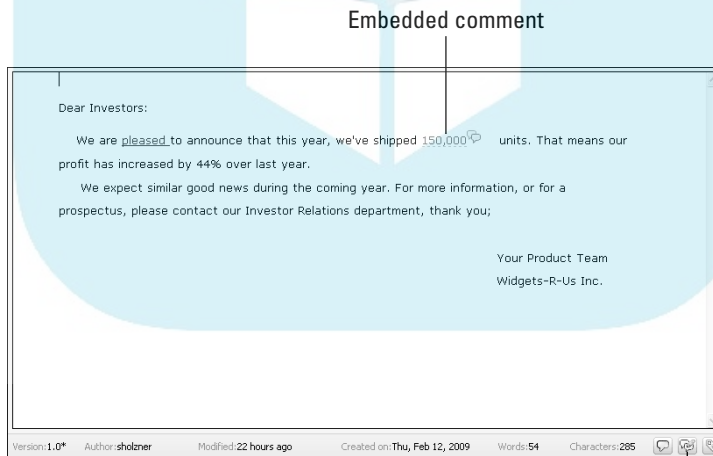 Embedded comment
Dear Investors:
We are pleased to announce that this year, we've shipped 150,000 units. That means our
profit has increased by 44% over last year.
We expect similar good news during the coming year. For more information, or for a
prospectus, please contact our Investor Relations department, thank you;
Your Product Team
Widgets-R-Us Inc.
Version:1.0* Author:sholzner Modified:22 hours ago Created on:Thu, Feb 12, 2009 Words:54 Characters:285